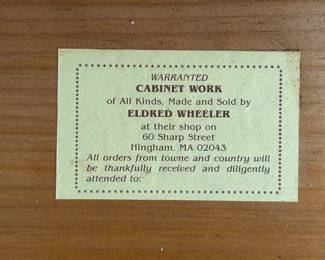 WARRANTED
CABINET WORK
of All Kinds, Made and Sold by
ELDRED WHEELER
at their shop on
60 Sharp Street
Hingham, MA 02043
All orders from towne and country will
be thankfully received and diligently
attended to: